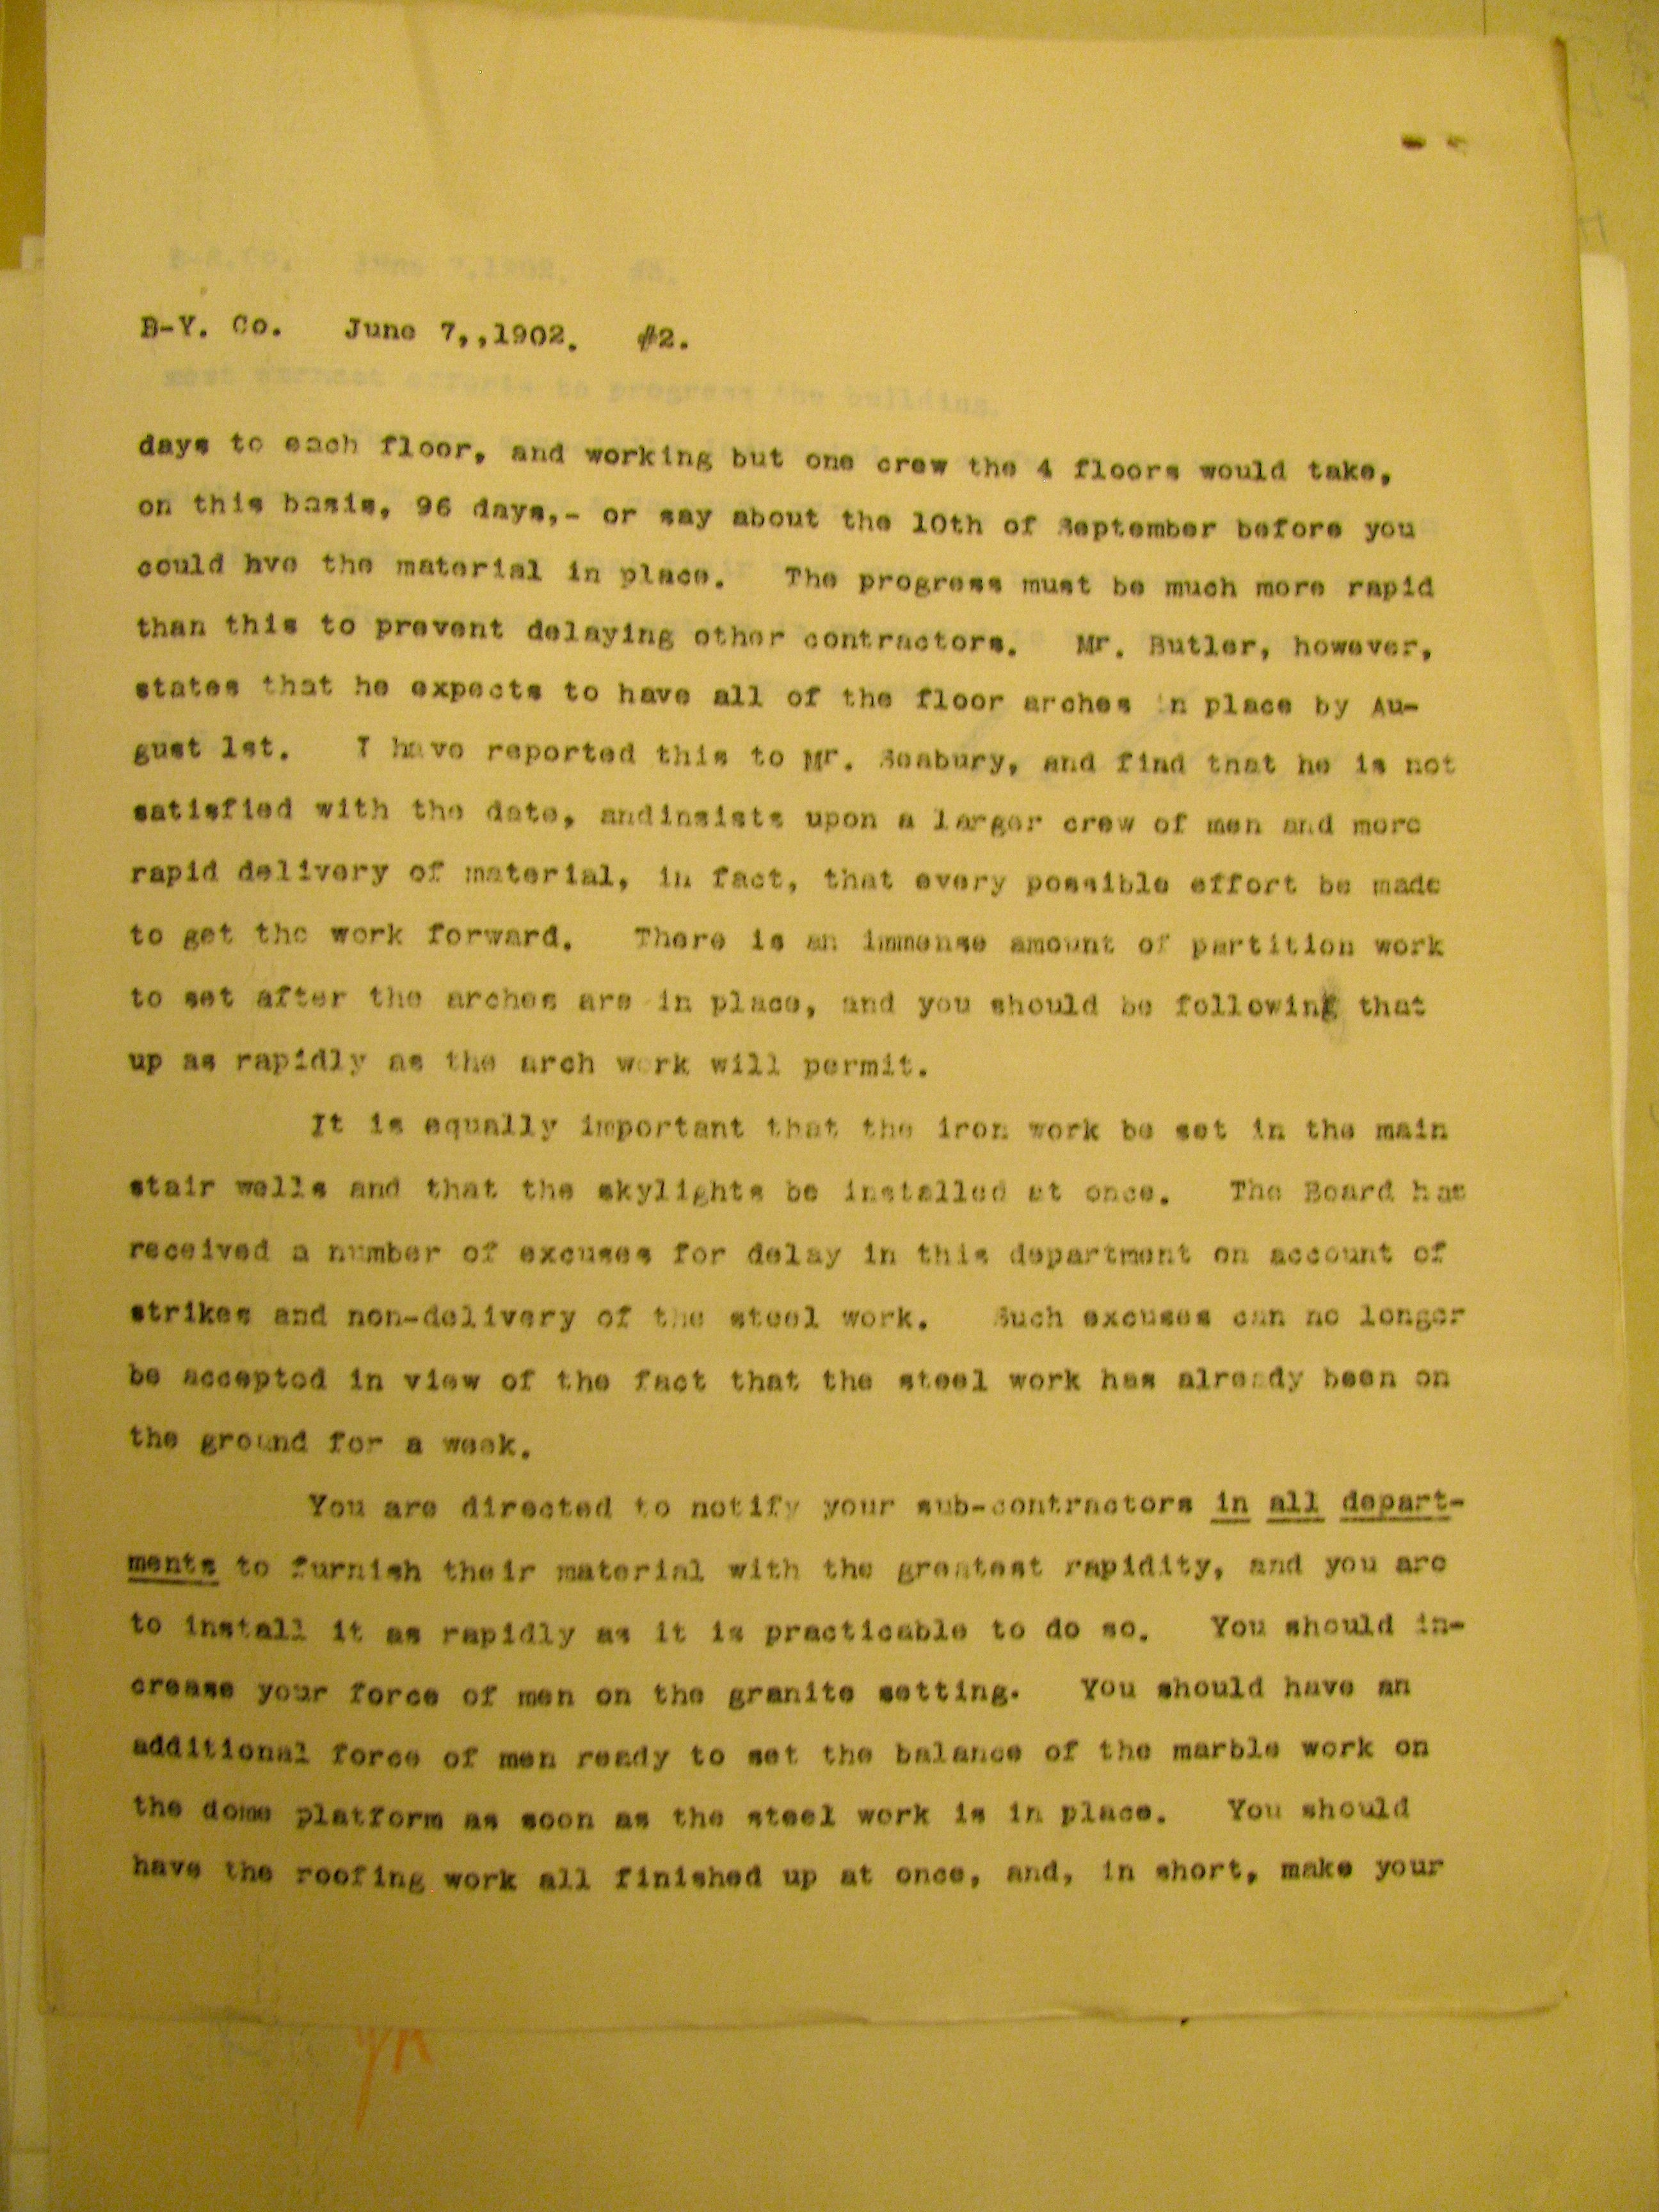 B-Y. Co. June 7,,1902. #2.
most earnest efforts to progress the building.
days to each floor, and working but one crew the 4 floors would take,
on this basis, 96 days,- or say about the 10th of September before you
could hve the material in place. The progress must be much more rapid
than this to prevent delaying other contractors. Mr. Butler, however,
states that he expects to have all of the floor arches in place by Au-
gust 1st. I have reported this to Mr. Seabury, and find that he is not
satisfied with the date, andinsists upon a larger crew of men and more
rapid delivery of material, in fact, that every possible effort be made
to get the work forward. There is an immense amount of partition work
to set after the arches are in place, and you should be following that
up as rapidly as the arch work will permit.
It is equally important that the iron work be set in the main
stair wells and that the skylights be installed at once. The Board has
received a number of excuses for delay in this department on account of
strikes and non-delivery of the steel work. Such excuses can no longer
be accepted in view of the fact that the steel work has already been on
the ground for a week.
You are directed to notify your sub-contractors in all depart-
ments to furnish their material with the greatest rapidity, and you are
to install it as rapidly as it is practicable to do so. You should in-
crease your force of men on the granite setting. You should have an
additional force of men ready to set the balance of the marble work on
the dome platform as soon as the steel work is in place. You should
have the roofing work all finished up at once, and, in short, make your